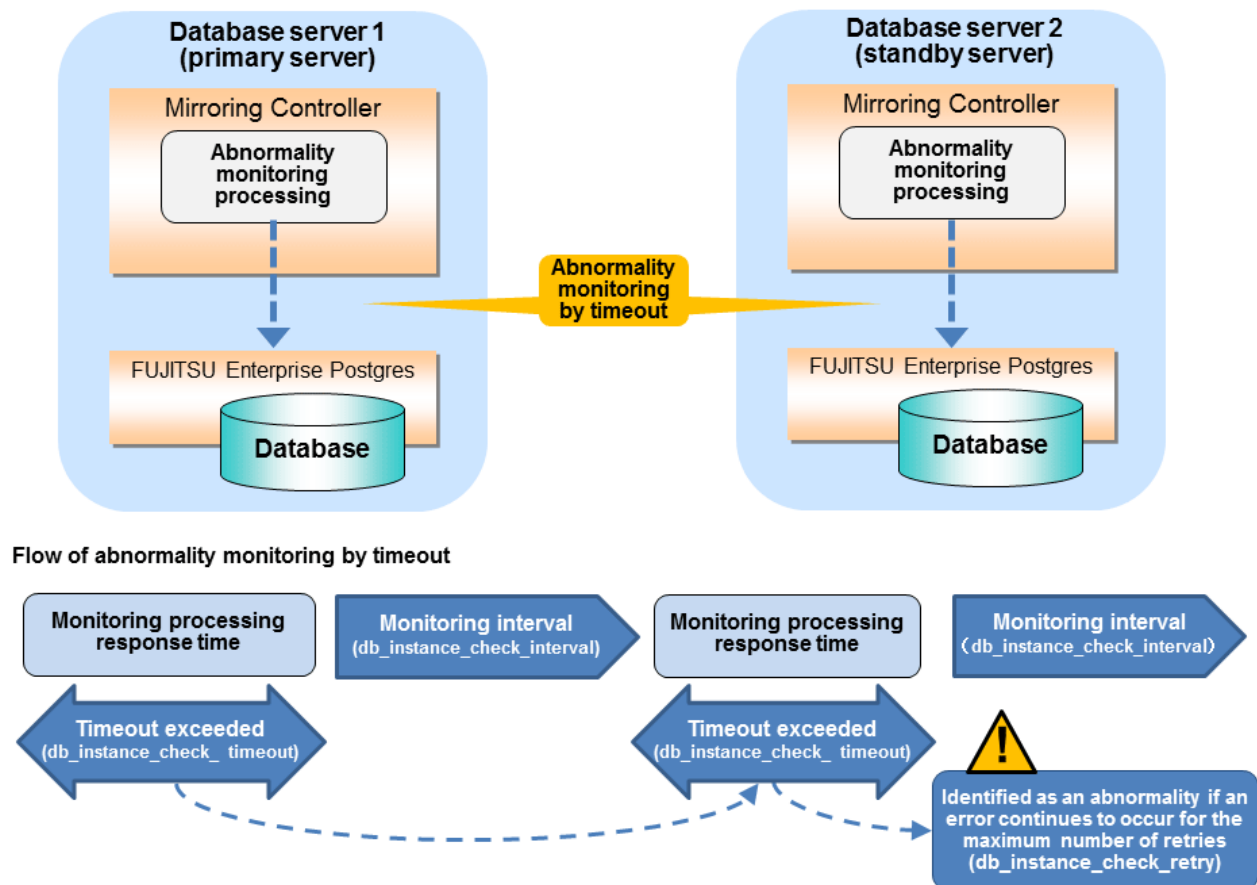 Database server 1
(primary server)
Mirroring Controller
Abnormality
monitoring
processing
FUJITSU Enterprise Postgres
Database
Abnormality
monitoring
by timeout
Database server 2
(standby server)
Mirroring Controller
Abnormality
monitoring
processing
FUJITSU Enterprise Postgres
Database
Flow of abnormality monitoring by timeout
Monitoring processing
response time
Monitoring interval
(db_instance_check_interval)
Monitoring processing
response time
Monitoring interval
（db_instance_check_interval）
Timeout exceeded
(db_instance_check_ timeout)
Timeout exceeded
(db_instance_check_ timeout)
!
Identified as an abnormality if an
error continues to occur for the
maximum number of retries
(db_instance_check_retry)